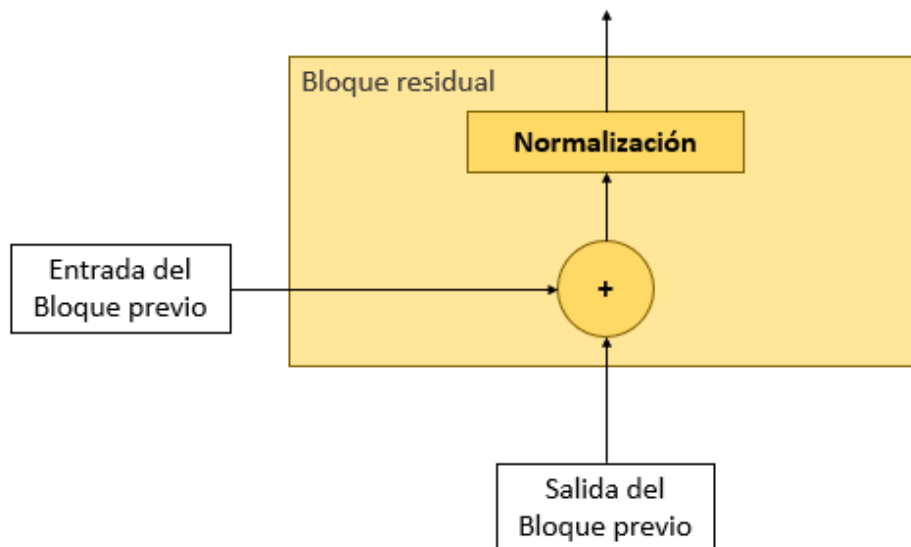 Bloque residual
Normalización
Entrada del
Bloque previo
+
Salida del
Bloque previo